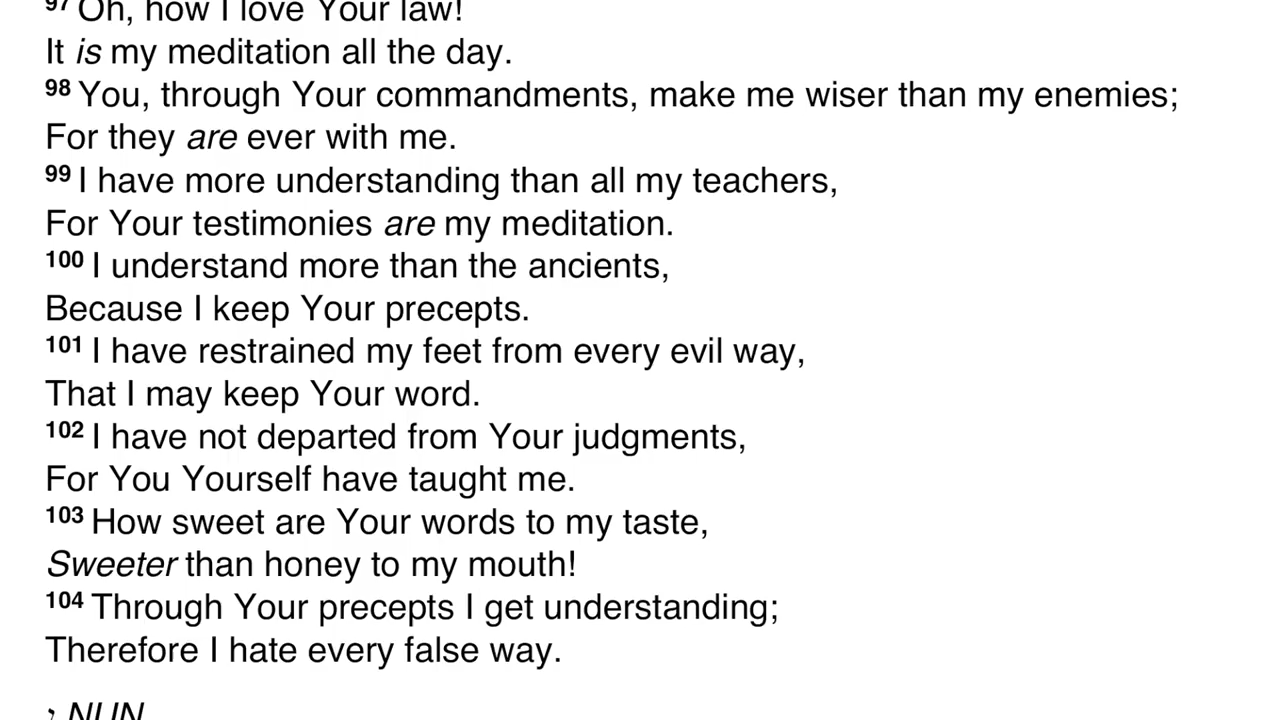 97 Oh, how I love Your law!
It is my meditation all the day.
98 You, through Your commandments, make me wiser than my enemies;
For they are ever with me.
99 I have more understanding than all my teachers,
For Your testimonies are my meditation.
100 I understand more than the ancients,
Because I keep Your precepts.
101 I have restrained my feet from every evil way,
That I may keep Your word.
102 I have not departed from Your judgments,
For You Yourself have taught me.
103 How sweet are Your words to my taste,
Sweeter than honey to my mouth!
104 Through Your precepts I get understanding;
Therefore I hate every false way.
נ NUN